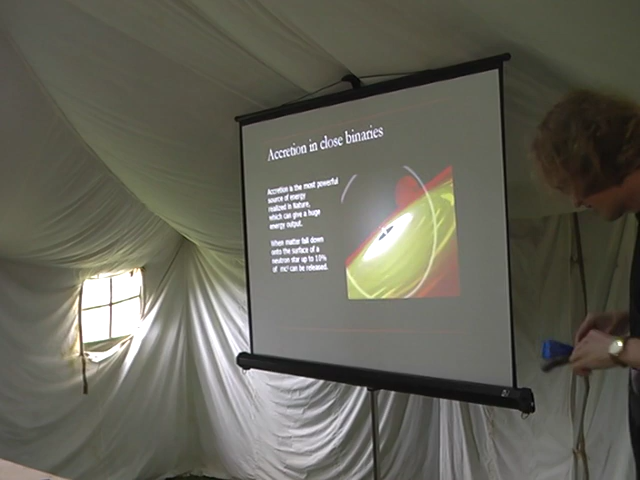 Accretion in close binaries
Accretion is the most powerful
source of energy
realized in Nature,
which can give a huge
energy output.
When matter fall down
onto the surface of a
neutron star up to 10%
of mc² can be released.